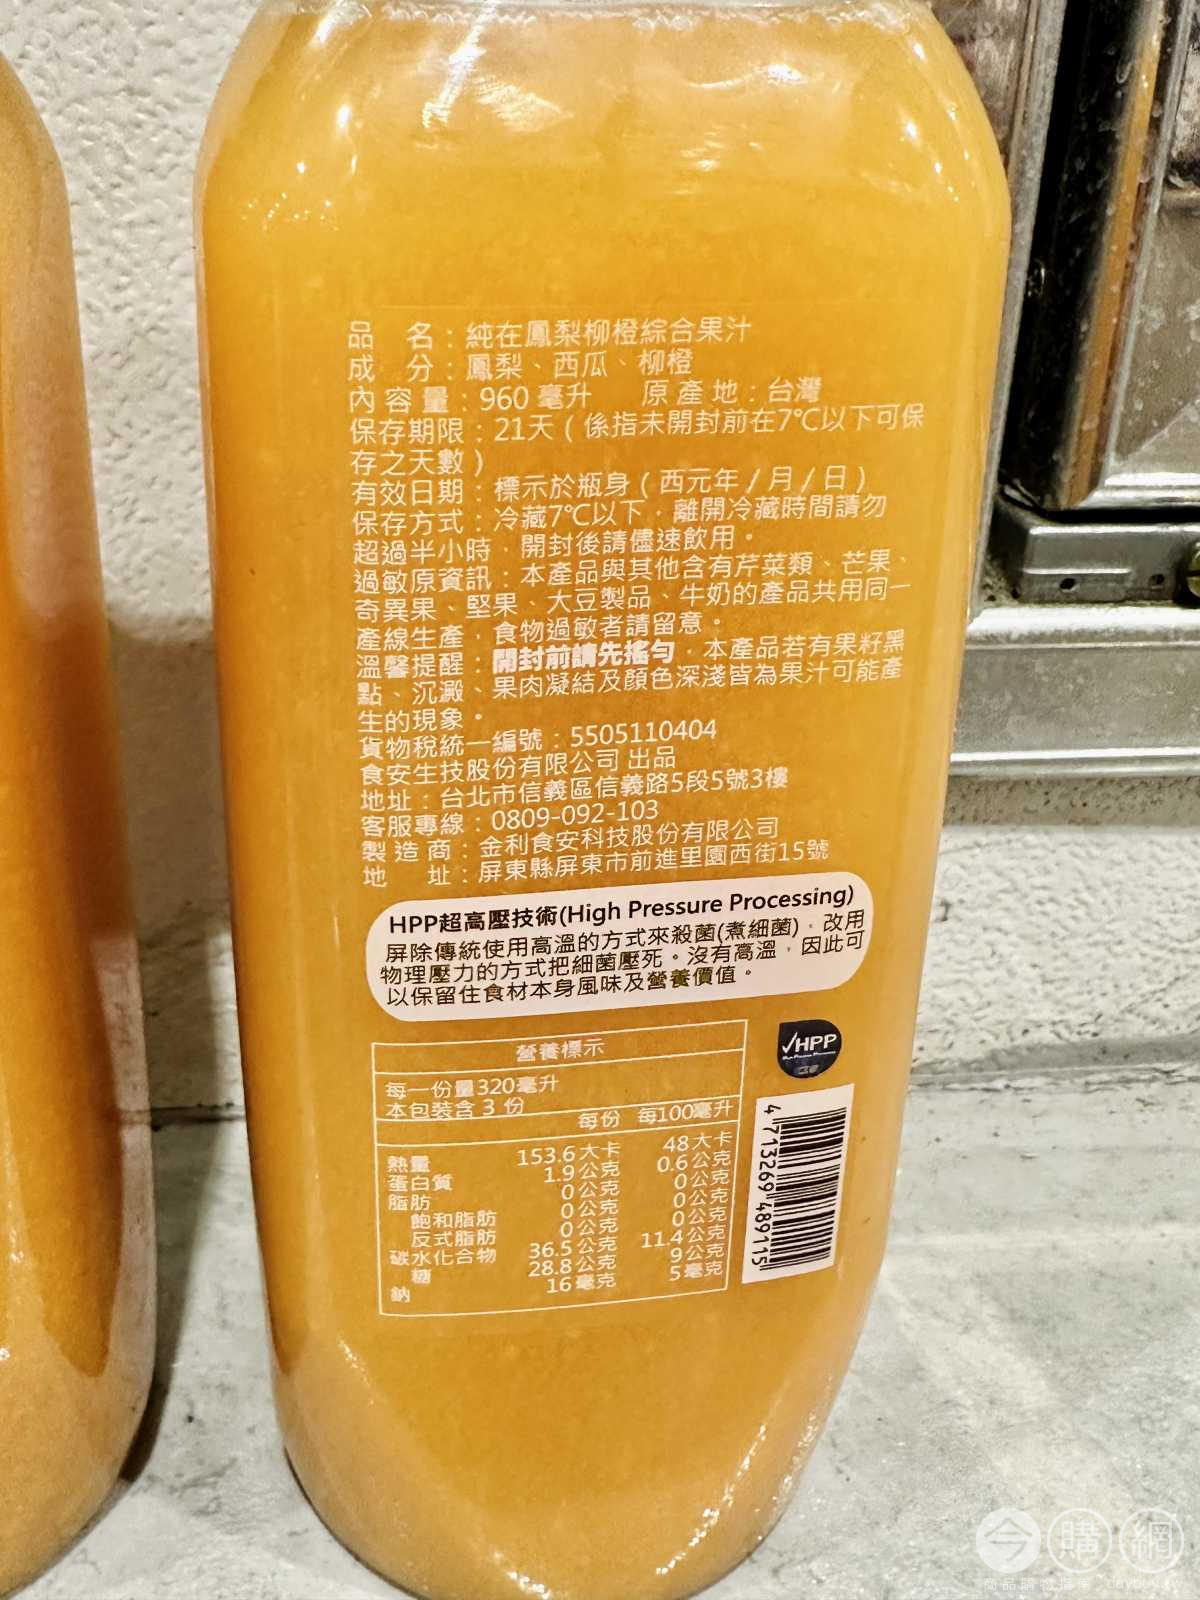 品　名：純在鳳梨柳橙綜合果汁
成　分：鳳梨、西瓜、柳橙
內容量：960 毫升　原產地：台灣
保存期限：21天（係指未開封前在7℃以下可保
存之天數）
有效日期：標示於瓶身（西元年/月/日）
保存方式：冷藏7℃以下，離開冷藏時間請勿
超過半小時，開封後請儘速飲用。
過敏原資訊：本產品與其他含有芹菜類、芒果、
奇異果、堅果、大豆製品、牛奶的產品共用同一
產線生產，食物過敏者請留意。
溫馨提醒：開封前請先搖勻，本產品若有果籽黑
點、沉澱、果肉凝結及顏色深淺皆為果汁可能產
生的現象。
貨物稅統一編號：5505110404
食安生技股份有限公司 出品
地址：台北市信義區信義路5段5號3樓
客服專線：0809-092-103
製造商：金利食安科技股份有限公司
地　址：屏東縣屏東市前進里園西街15號
HPP超高壓技術(High Pressure Processing)
屏除傳統使用高溫的方式來殺菌(煮細菌)，改用
物理壓力的方式把細菌壓死。沒有高溫，因此可
以保留住食材本身風味及營養價值。
√HPP
營養標示
每一份量320毫升
本包裝含 3 份
每份　每100毫升
熱量　153.6大卡　48大卡
蛋白質　1.9公克　0.6公克
脂肪　0公克　0公克
飽和脂肪　0公克　0公克
反式脂肪　0公克　0公克
碳水化合物　36.5公克　11.4公克
糖　28.8公克　9公克
鈉　16毫克　5毫克
4 713269 489115
今購網